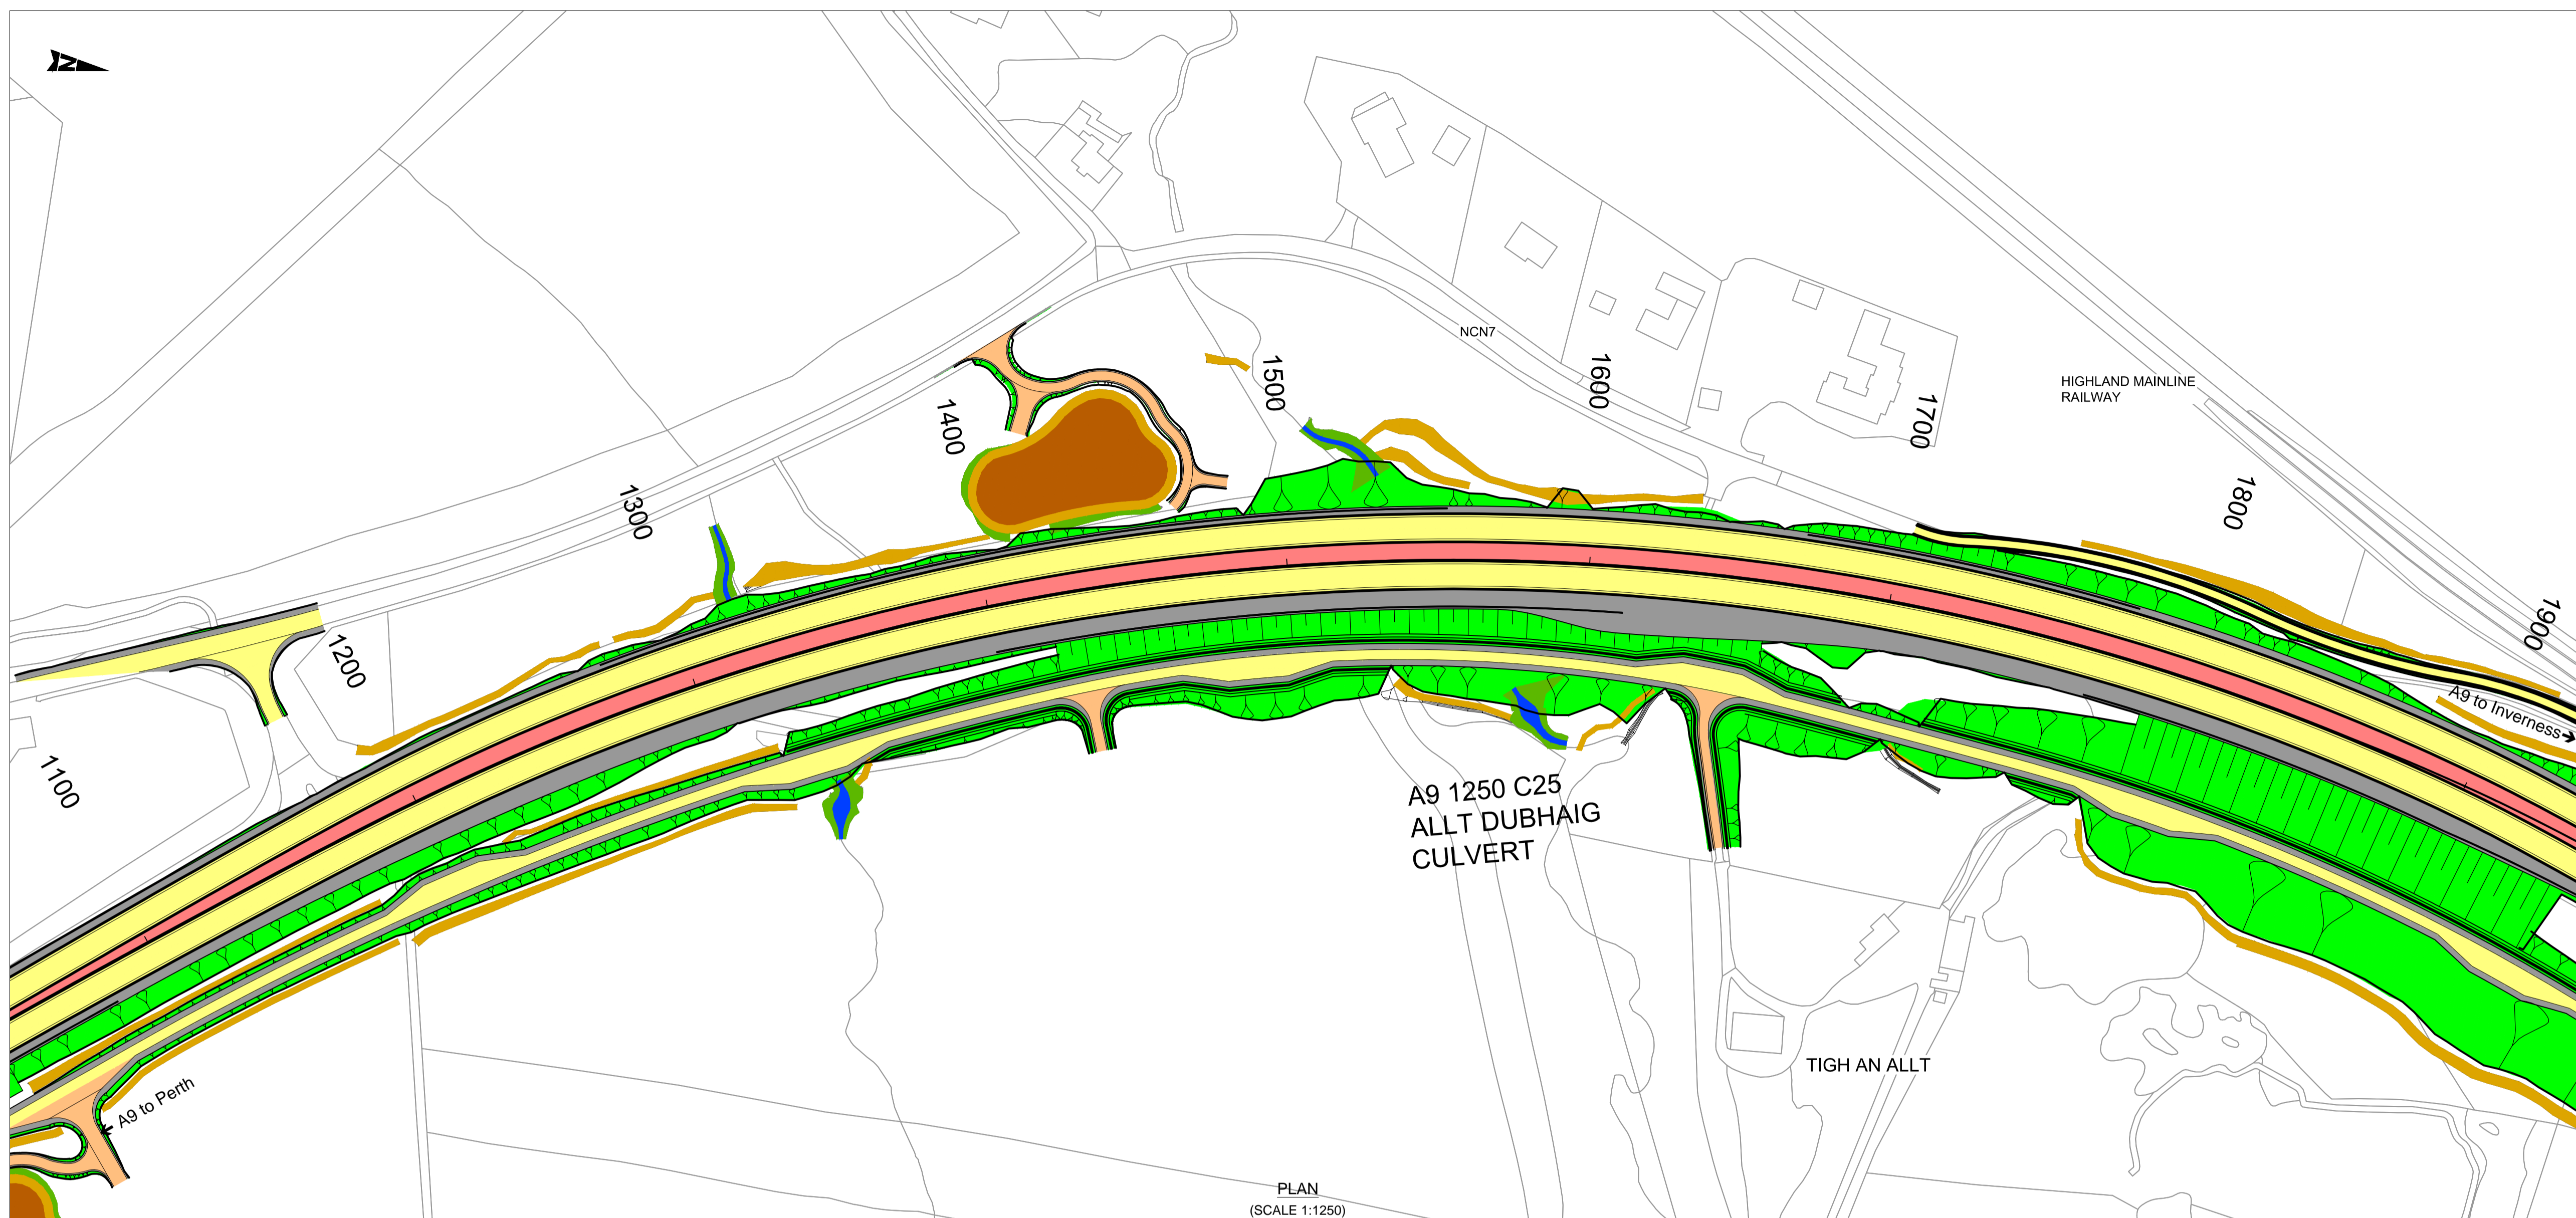 N
NCN7
1500
1600
1700
1400
HIGHLAND MAINLINE
RAILWAY
1300
1800
1200
1900
1100
A9 to Inverness
A9 1250 C25
ALLT DUBHAIG
CULVERT
TIGH AN ALLT
A9 to Perth
PLAN
(SCALE 1:1250)